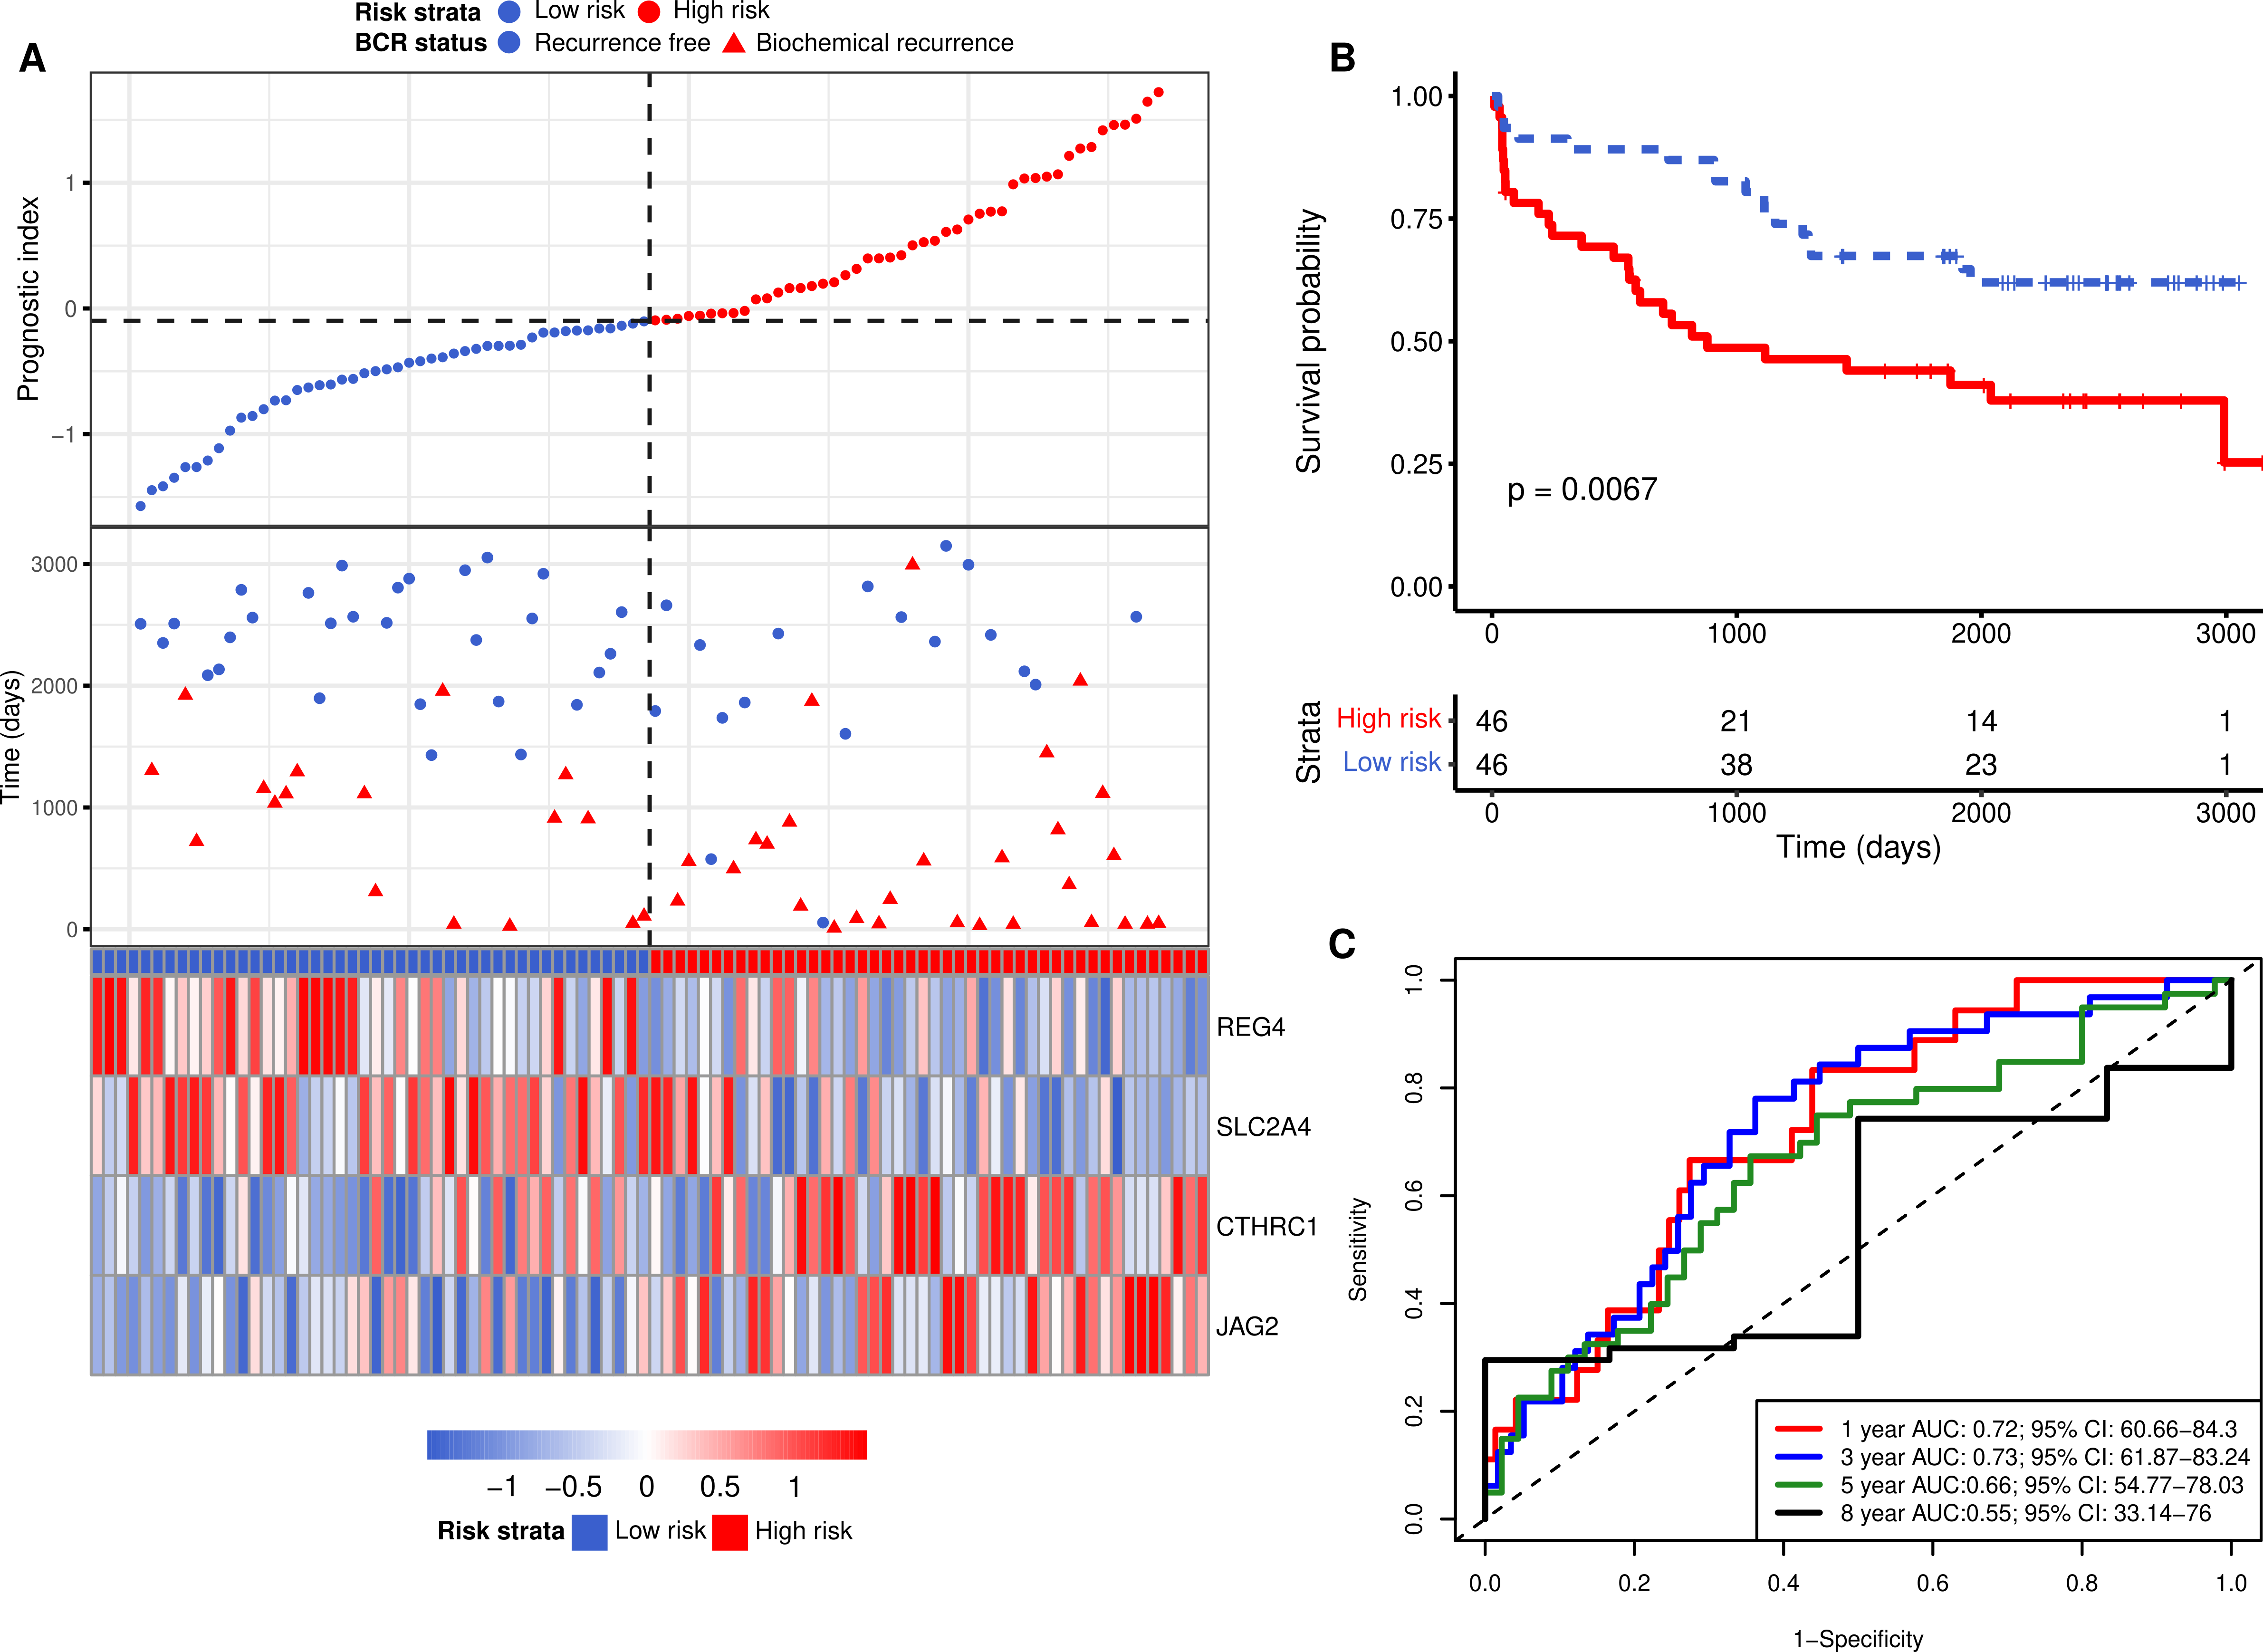 Risk strata Low risk High risk
BCR status Recurrence free Biochemical recurrence
A
Prognostic index
1
0
−1
Time (days)
3000
2000
1000
0
REG4
SLC2A4
CTHRC1
JAG2
−1 −0.5 0 0.5 1
Risk strata Low risk High risk
B
Survival probability
1.00
0.75
0.50
0.25
0.00
p = 0.0067
0 1000 2000 3000
Strata
High risk 46 21 14 1
Low risk 46 38 23 1
0 1000 2000 3000
Time (days)
C
Sensitivity
1.0
0.8
0.6
0.4
0.2
0.0
1 year AUC: 0.72; 95% CI: 60.66−84.3
3 year AUC: 0.73; 95% CI: 61.87−83.24
5 year AUC:0.66; 95% CI: 54.77−78.03
8 year AUC:0.55; 95% CI: 33.14−76
0.0 0.2 0.4 0.6 0.8 1.0
1−Specificity